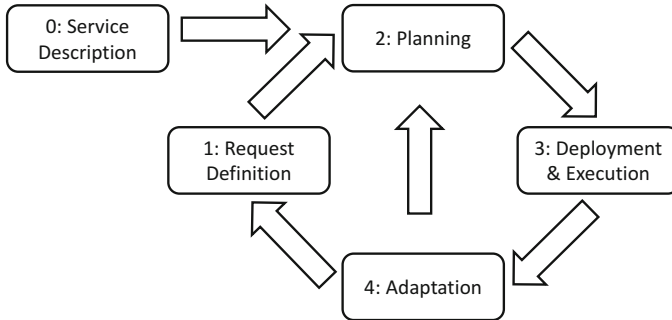 0: Service
Description
2: Planning
1: Request
Definition
3: Deployment
& Execution
4: Adaptation